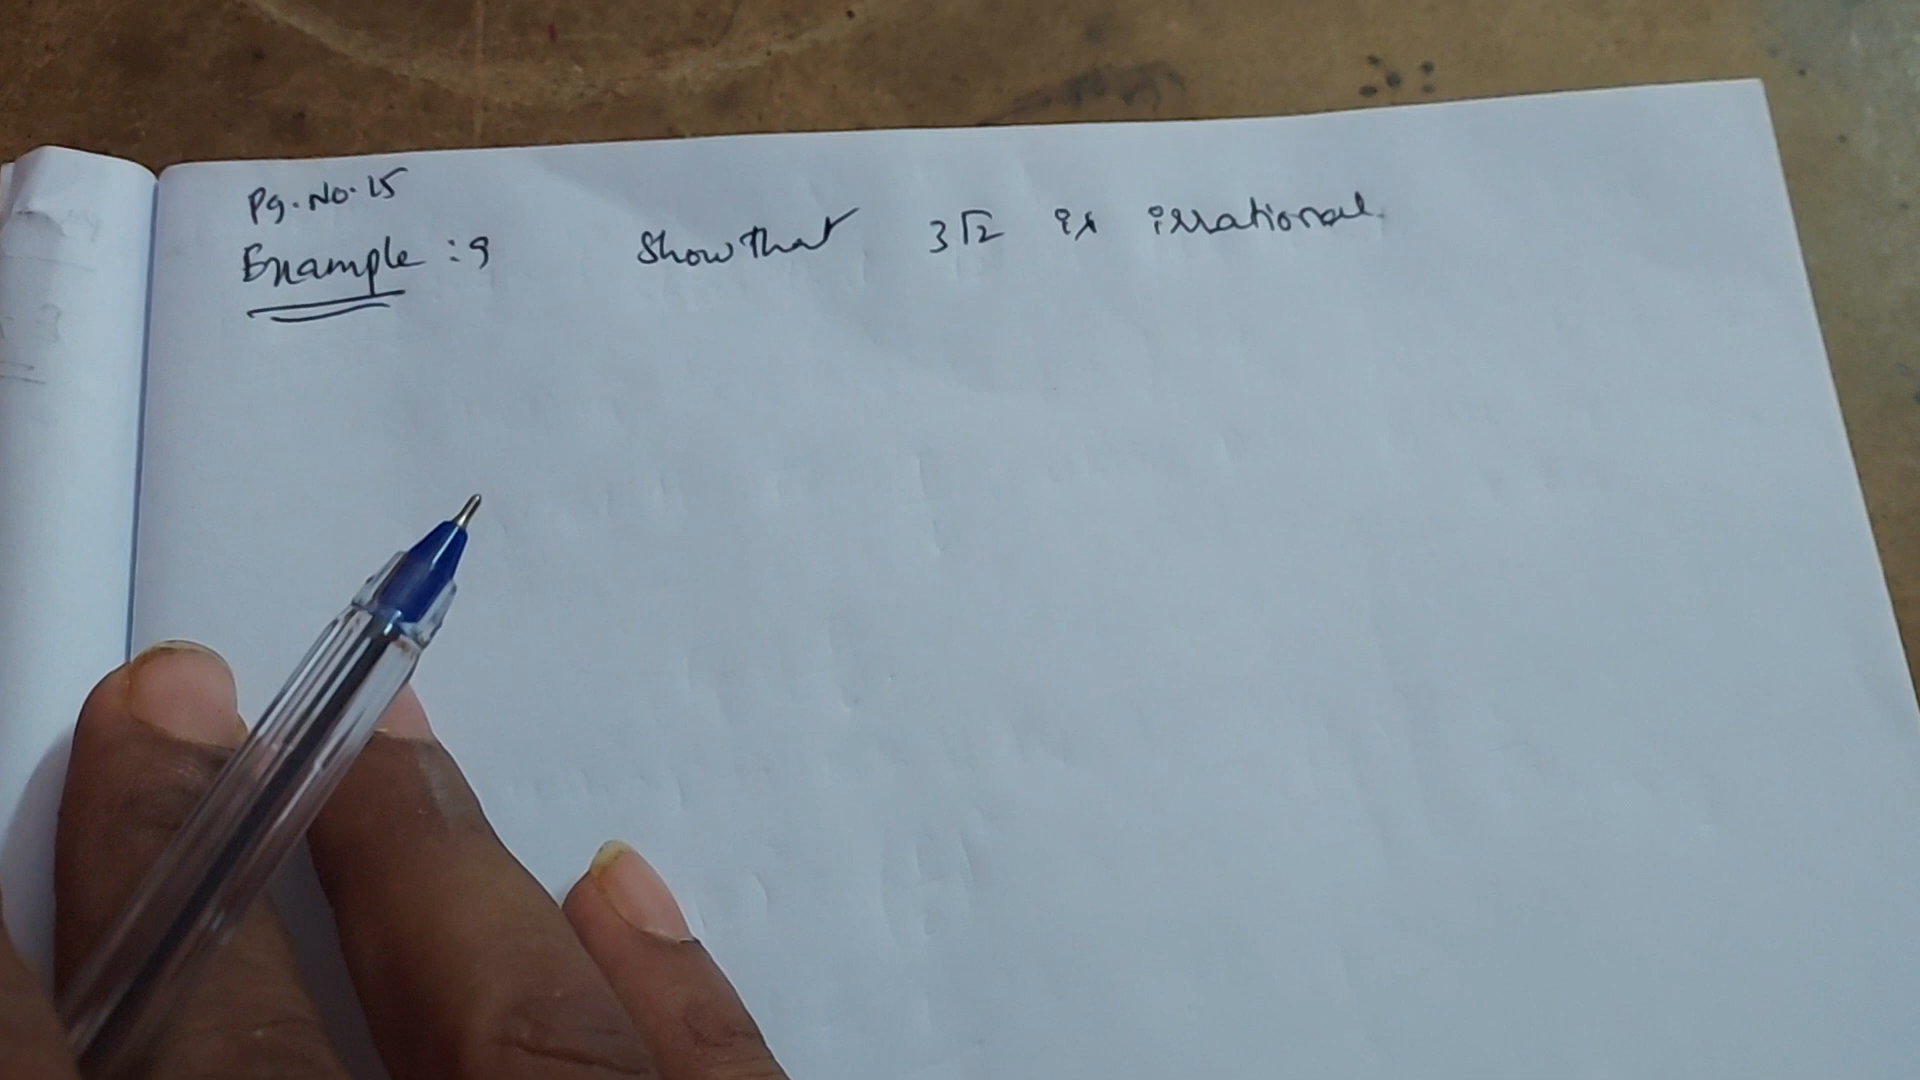 Pg. No. 15
Example : 9 Show that 3√2 is irrational.